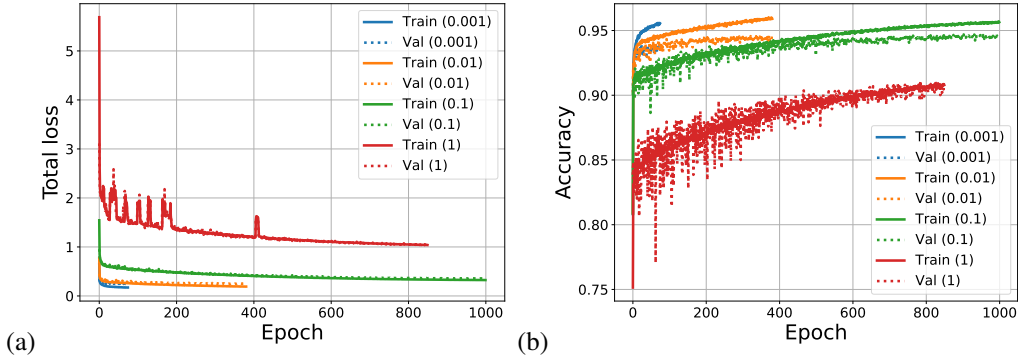 Total loss
5
4
3
2
1
0
0
200
400
600
800
1000
Epoch
Train (0.001)
Val (0.001)
Train (0.01)
Val (0.01)
Train (0.1)
Val (0.1)
Train (1)
Val (1)
(a)
Accuracy
0.95
0.90
0.85
0.80
0.75
0
200
400
600
800
1000
Epoch
Train (0.001)
Val (0.001)
Train (0.01)
Val (0.01)
Train (0.1)
Val (0.1)
Train (1)
Val (1)
(b)